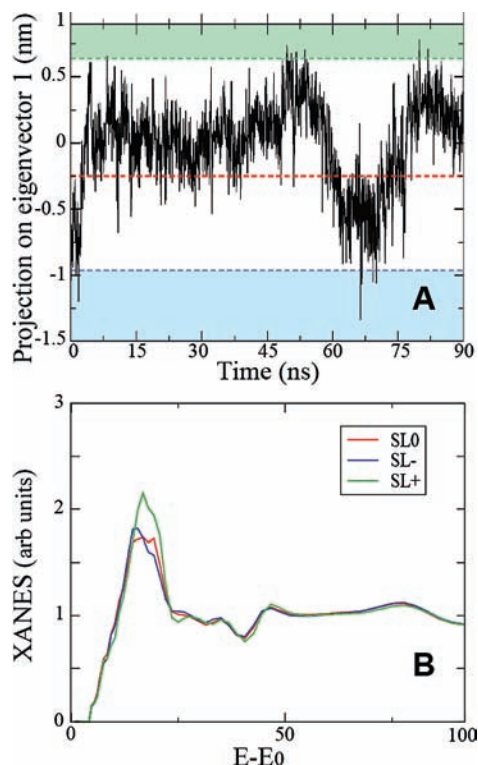 Projection on eigenvector 1 (nm)
1
0.5
0
-0.5
-1
-1.5
0 15 30 45 60 75 90
Time (ns)
A
XANES (arb units)
3
2
1
0
SL0
SL-
SL+
25 50 100
E-E0
B